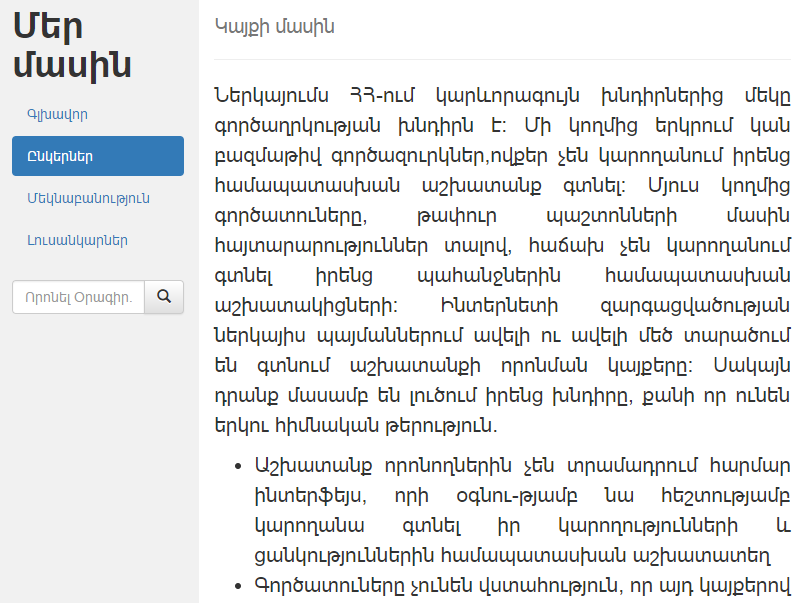 Մեր
մասին
Գլխավոր
Ընկերներ
Մեկնաբանություն
Լուսանկարներ
Որոնել Օրագիր.
Կայքի մասին
Ներկայումս ՀՀ-ում կարևորագույն խնդիրներից մեկը
գործաղրկության խնդիրն է: Մի կողմից երկրում կան
բազմաթիվ գործազուրկներ,ովքեր չեն կարողանում իրենց
համապատասխան աշխատանք գտնել: Մյուս կողմից
գործատուները, թափուր պաշտոնների մասին
հայտարարություններ տալով, հաճախ չեն կարողանում
գտնել իրենց պահանջներին համապատասխան
աշխատակիցների: Ինտերնետի զարգացվածության
ներկայիս պայմաններում ավելի ու ավելի մեծ տարածում
են գտնում աշխատանքի որոնման կայքերը: Սակայն
դրանք մասամբ են լուծում իրենց խնդիրը, քանի որ ունեն
երկու հիմնական թերություն.
• Աշխատանք որոնողներին չեն տրամադրում հարմար
ինտերֆեյս, որի օգնու-թյամբ նա հեշտությամբ
կարողանա գտնել իր կարողությունների և
ցանկություններին համապատասխան աշխատատեղ
• Գործատուները չունեն վստահություն, որ այդ կայքերով